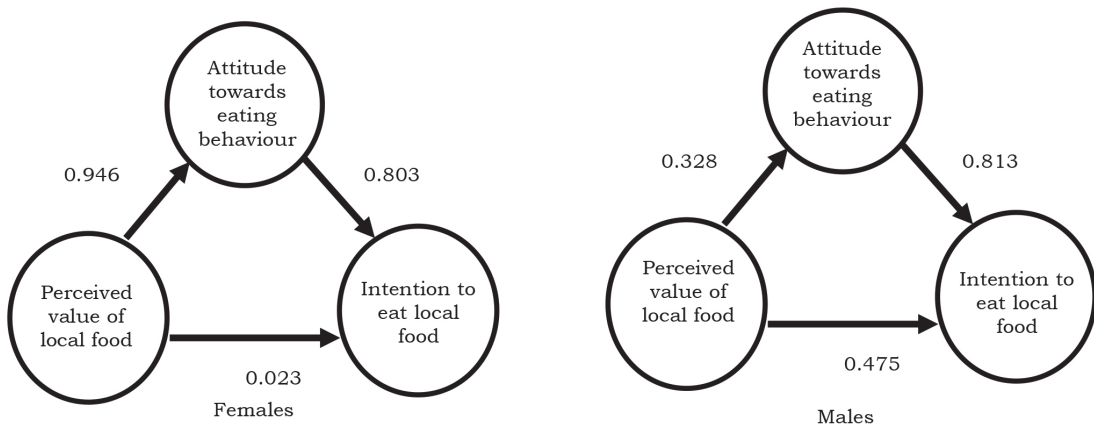 Attitude
towards
eating
behaviour
0.946
0.803
Perceived
value of
local food
Intention to
eat local
food
0.023
Females
Attitude
towards
eating
behaviour
0.328
0.813
Perceived
value of
local food
Intention to
eat local
food
0.475
Males